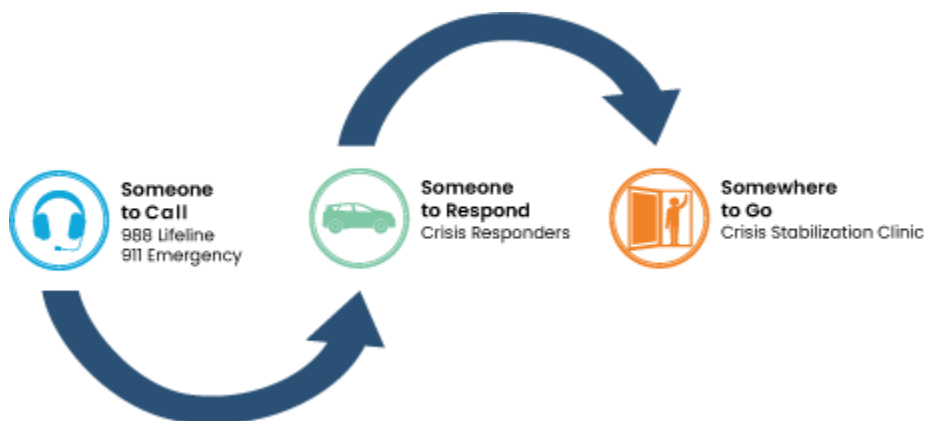 Someone
to Call
988 Lifeline
911 Emergency
Someone
to Respond
Crisis Responders
Somewhere
to Go
Crisis Stabilization Clinic